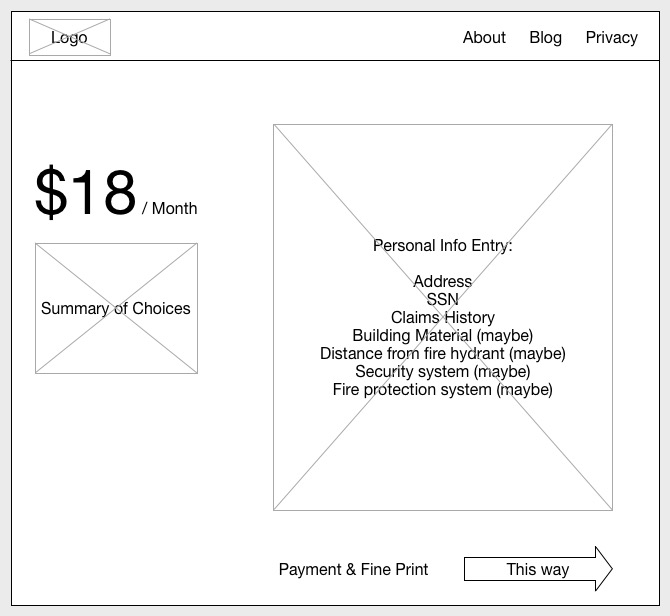 Logo
About Blog Privacy
$18 / Month
Summary of Choices
Personal Info Entry:
Address
SSN
Claims History
Building Material (maybe)
Distance from fire hydrant (maybe)
Security system (maybe)
Fire protection system (maybe)
Payment & Fine Print
This way